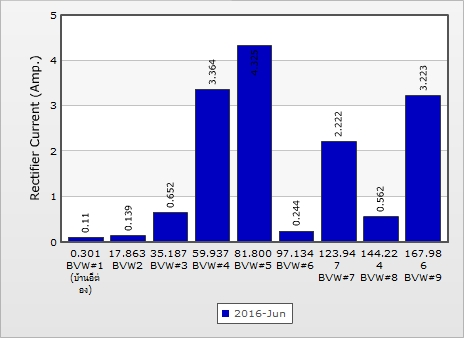 5
4
3
2
1
0
Rectifier Current (Amp.)
0.11
0.139
0.652
3.364
0.244
2.222
0.562
3.223
0.301 17.863 35.187 59.937 81.800 97.134 123.94 144.22 167.98
BVW#1 BVW2 BVW#3 BVW#4 BVW#5 BVW#6 7 4 6
(บ้านอีต่ BVW#7 BVW#8 BVW#9
อง)
2016-Jun